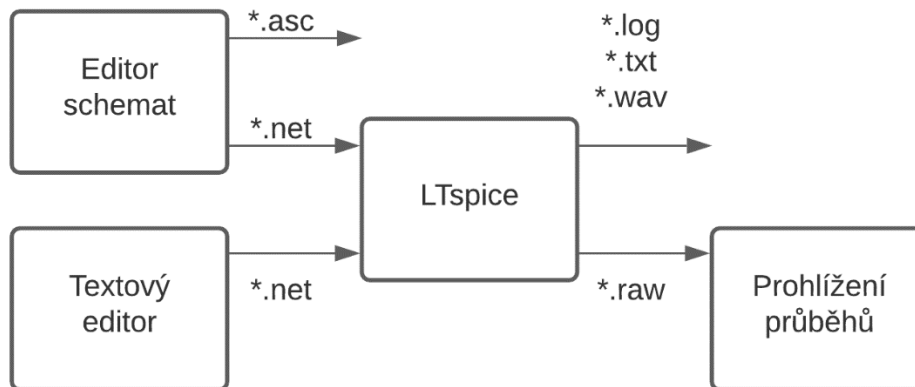 *.asc
*.log
*.txt
*.wav
Editor
schemat
*.net
LTspice
Textový
editor
*.net
*.raw
Prohlížení
průběhů